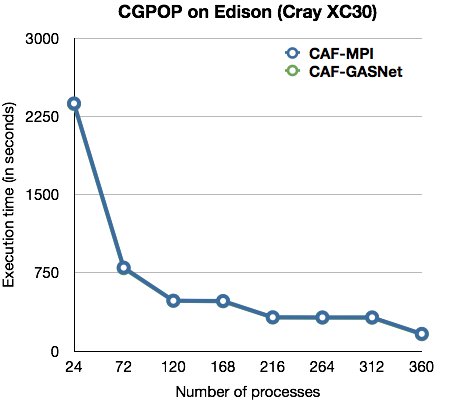 CGPOP on Edison (Cray XC30)
3000
CAF-MPI
CAF-GASNet
2250
1500
750
0
Execution time (in seconds)
24 72 120 168 216 264 312 360
Number of processes